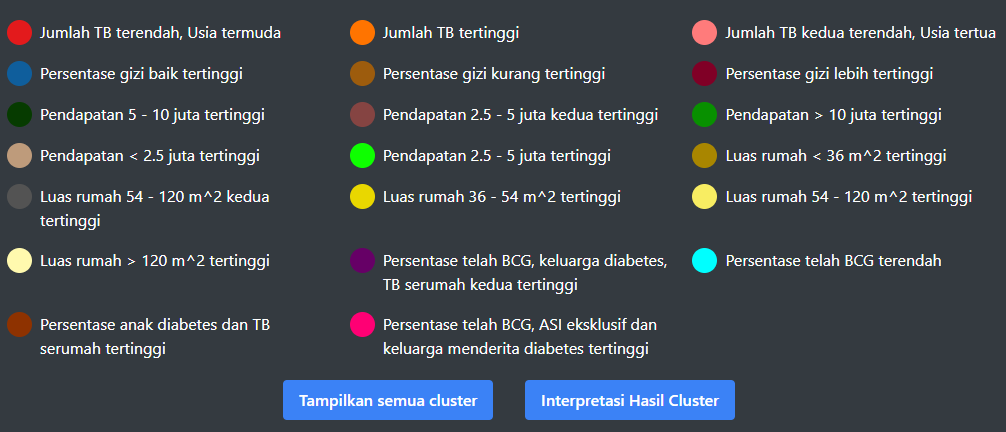 Jumlah TB terendah, Usia termuda
Jumlah TB tertinggi
Jumlah TB kedua terendah, Usia tertua
Persentase gizi baik tertinggi
Persentase gizi kurang tertinggi
Persentase gizi lebih tertinggi
Pendapatan 5 - 10 juta tertinggi
Pendapatan 2.5 - 5 juta kedua tertinggi
Pendapatan > 10 juta tertinggi
Pendapatan < 2.5 juta tertinggi
Pendapatan 2.5 - 5 juta tertinggi
Luas rumah < 36 m^2 tertinggi
Luas rumah 54 - 120 m^2 kedua
tertinggi
Luas rumah 36 - 54 m^2 tertinggi
Luas rumah 54 - 120 m^2 tertinggi
Luas rumah > 120 m^2 tertinggi
Persentase telah BCG, keluarga diabetes,
TB serumah kedua tertinggi
Persentase telah BCG terendah
Persentase anak diabetes dan TB
serumah tertinggi
Persentase telah BCG, ASI eksklusif dan
keluarga menderita diabetes tertinggi
Tampilkan semua cluster
Interpretasi Hasil Cluster